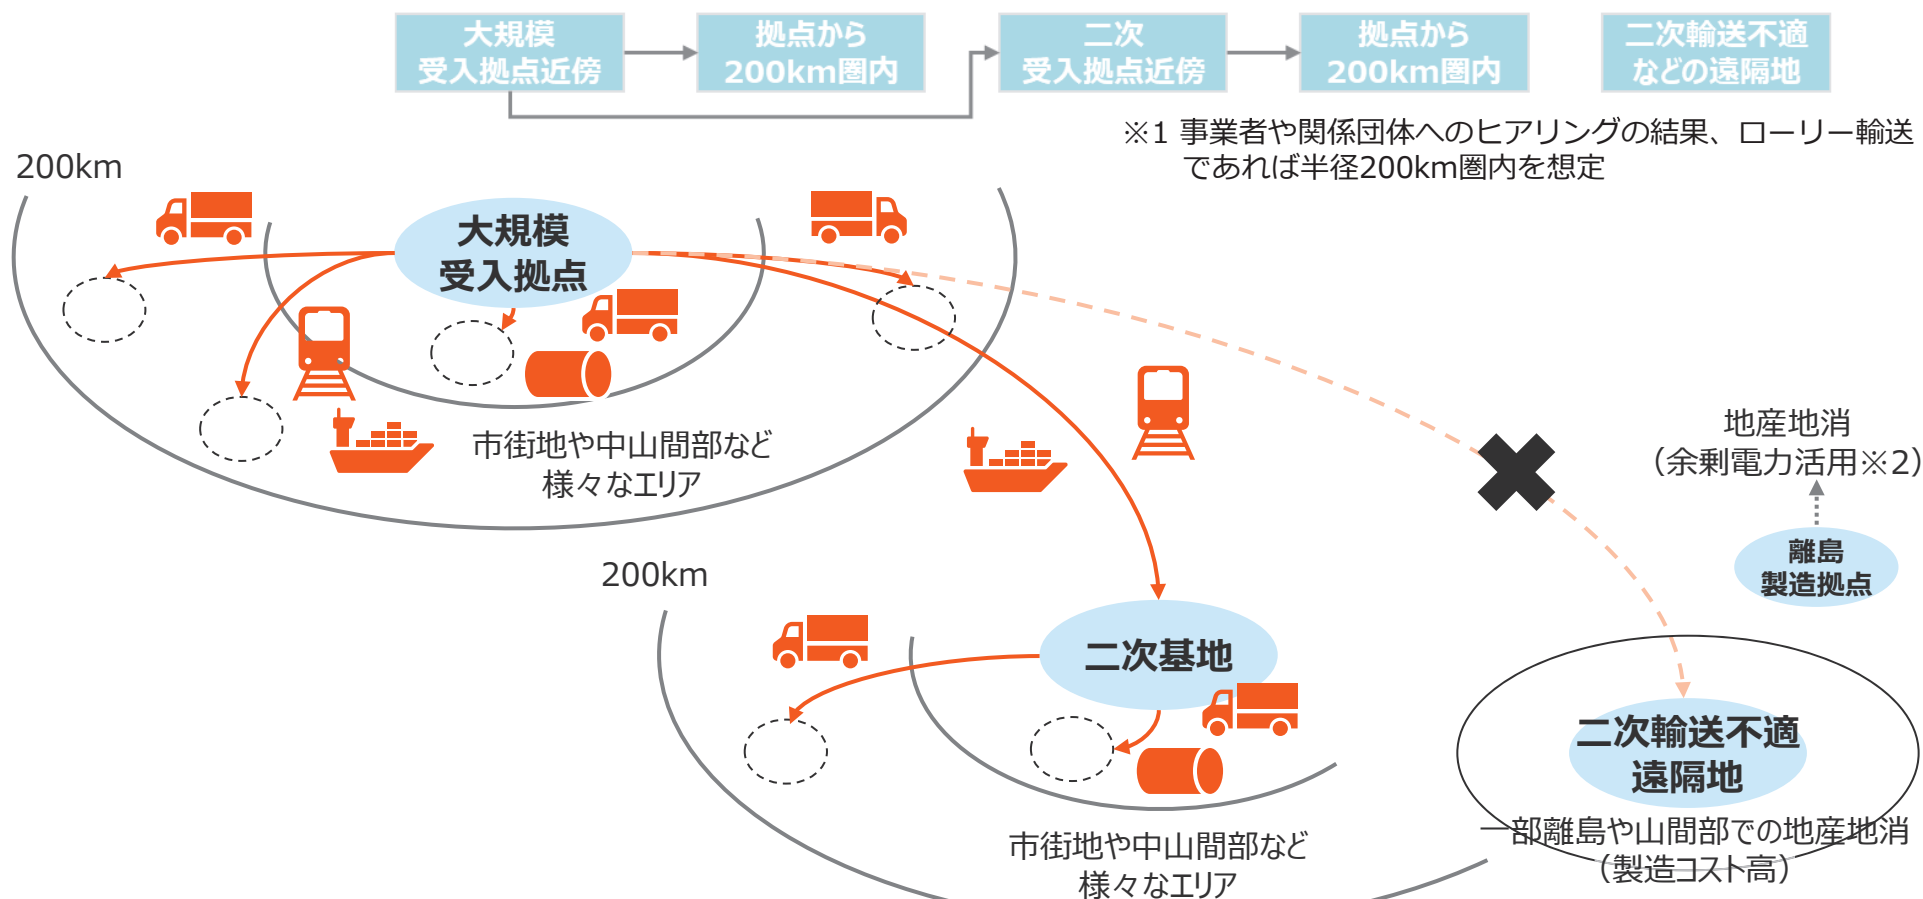 大規模
受入拠点近傍
拠点から
200km圏内
二次
受入拠点近傍
拠点から
200km圏内
二次輸送不適
などの遠隔地
※1 事業者や関係団体へのヒアリングの結果、ローリー輸送
であれば半径200km圏内を想定
200km
大規模
受入拠点
市街地や中山間部など
様々なエリア
地産地消
（余剰電力活用※2）
離島
製造拠点
200km
二次基地
二次輸送不適
遠隔地
一部離島や山間部での地産地消
（製造コスト高）
市街地や中山間部など
様々なエリア